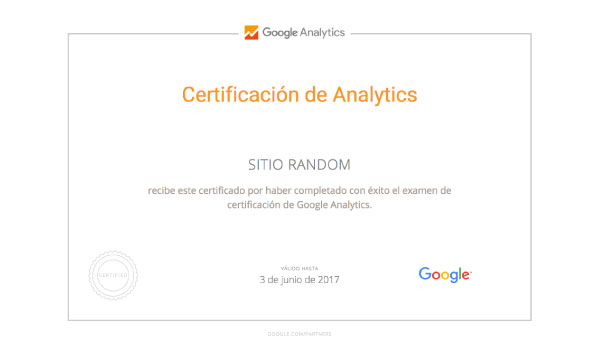 Google Analytics
Certificación de Analytics
SITIO RANDOM
recibe este certificado por haber completado con éxito el examen de
certificación de Google Analytics.
CERTIFIED
VÁLIDO HASTA
3 de junio de 2017
Google
GOOGLE.COM/PARTNERS